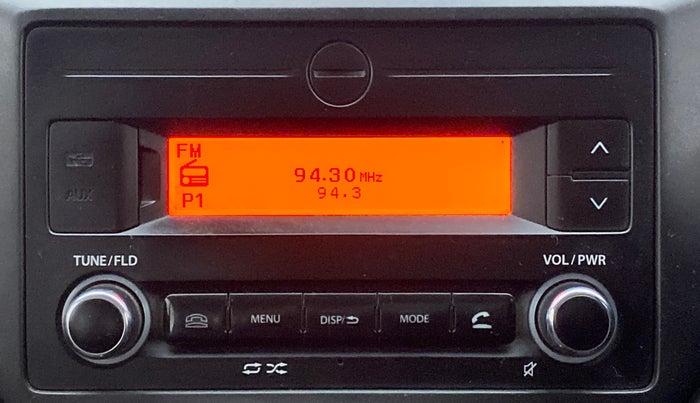 FM
94.30 MHz
P1
94.3
AUX
TUNE/FLD
VOL/PWR
MENU
DISP/
MODE